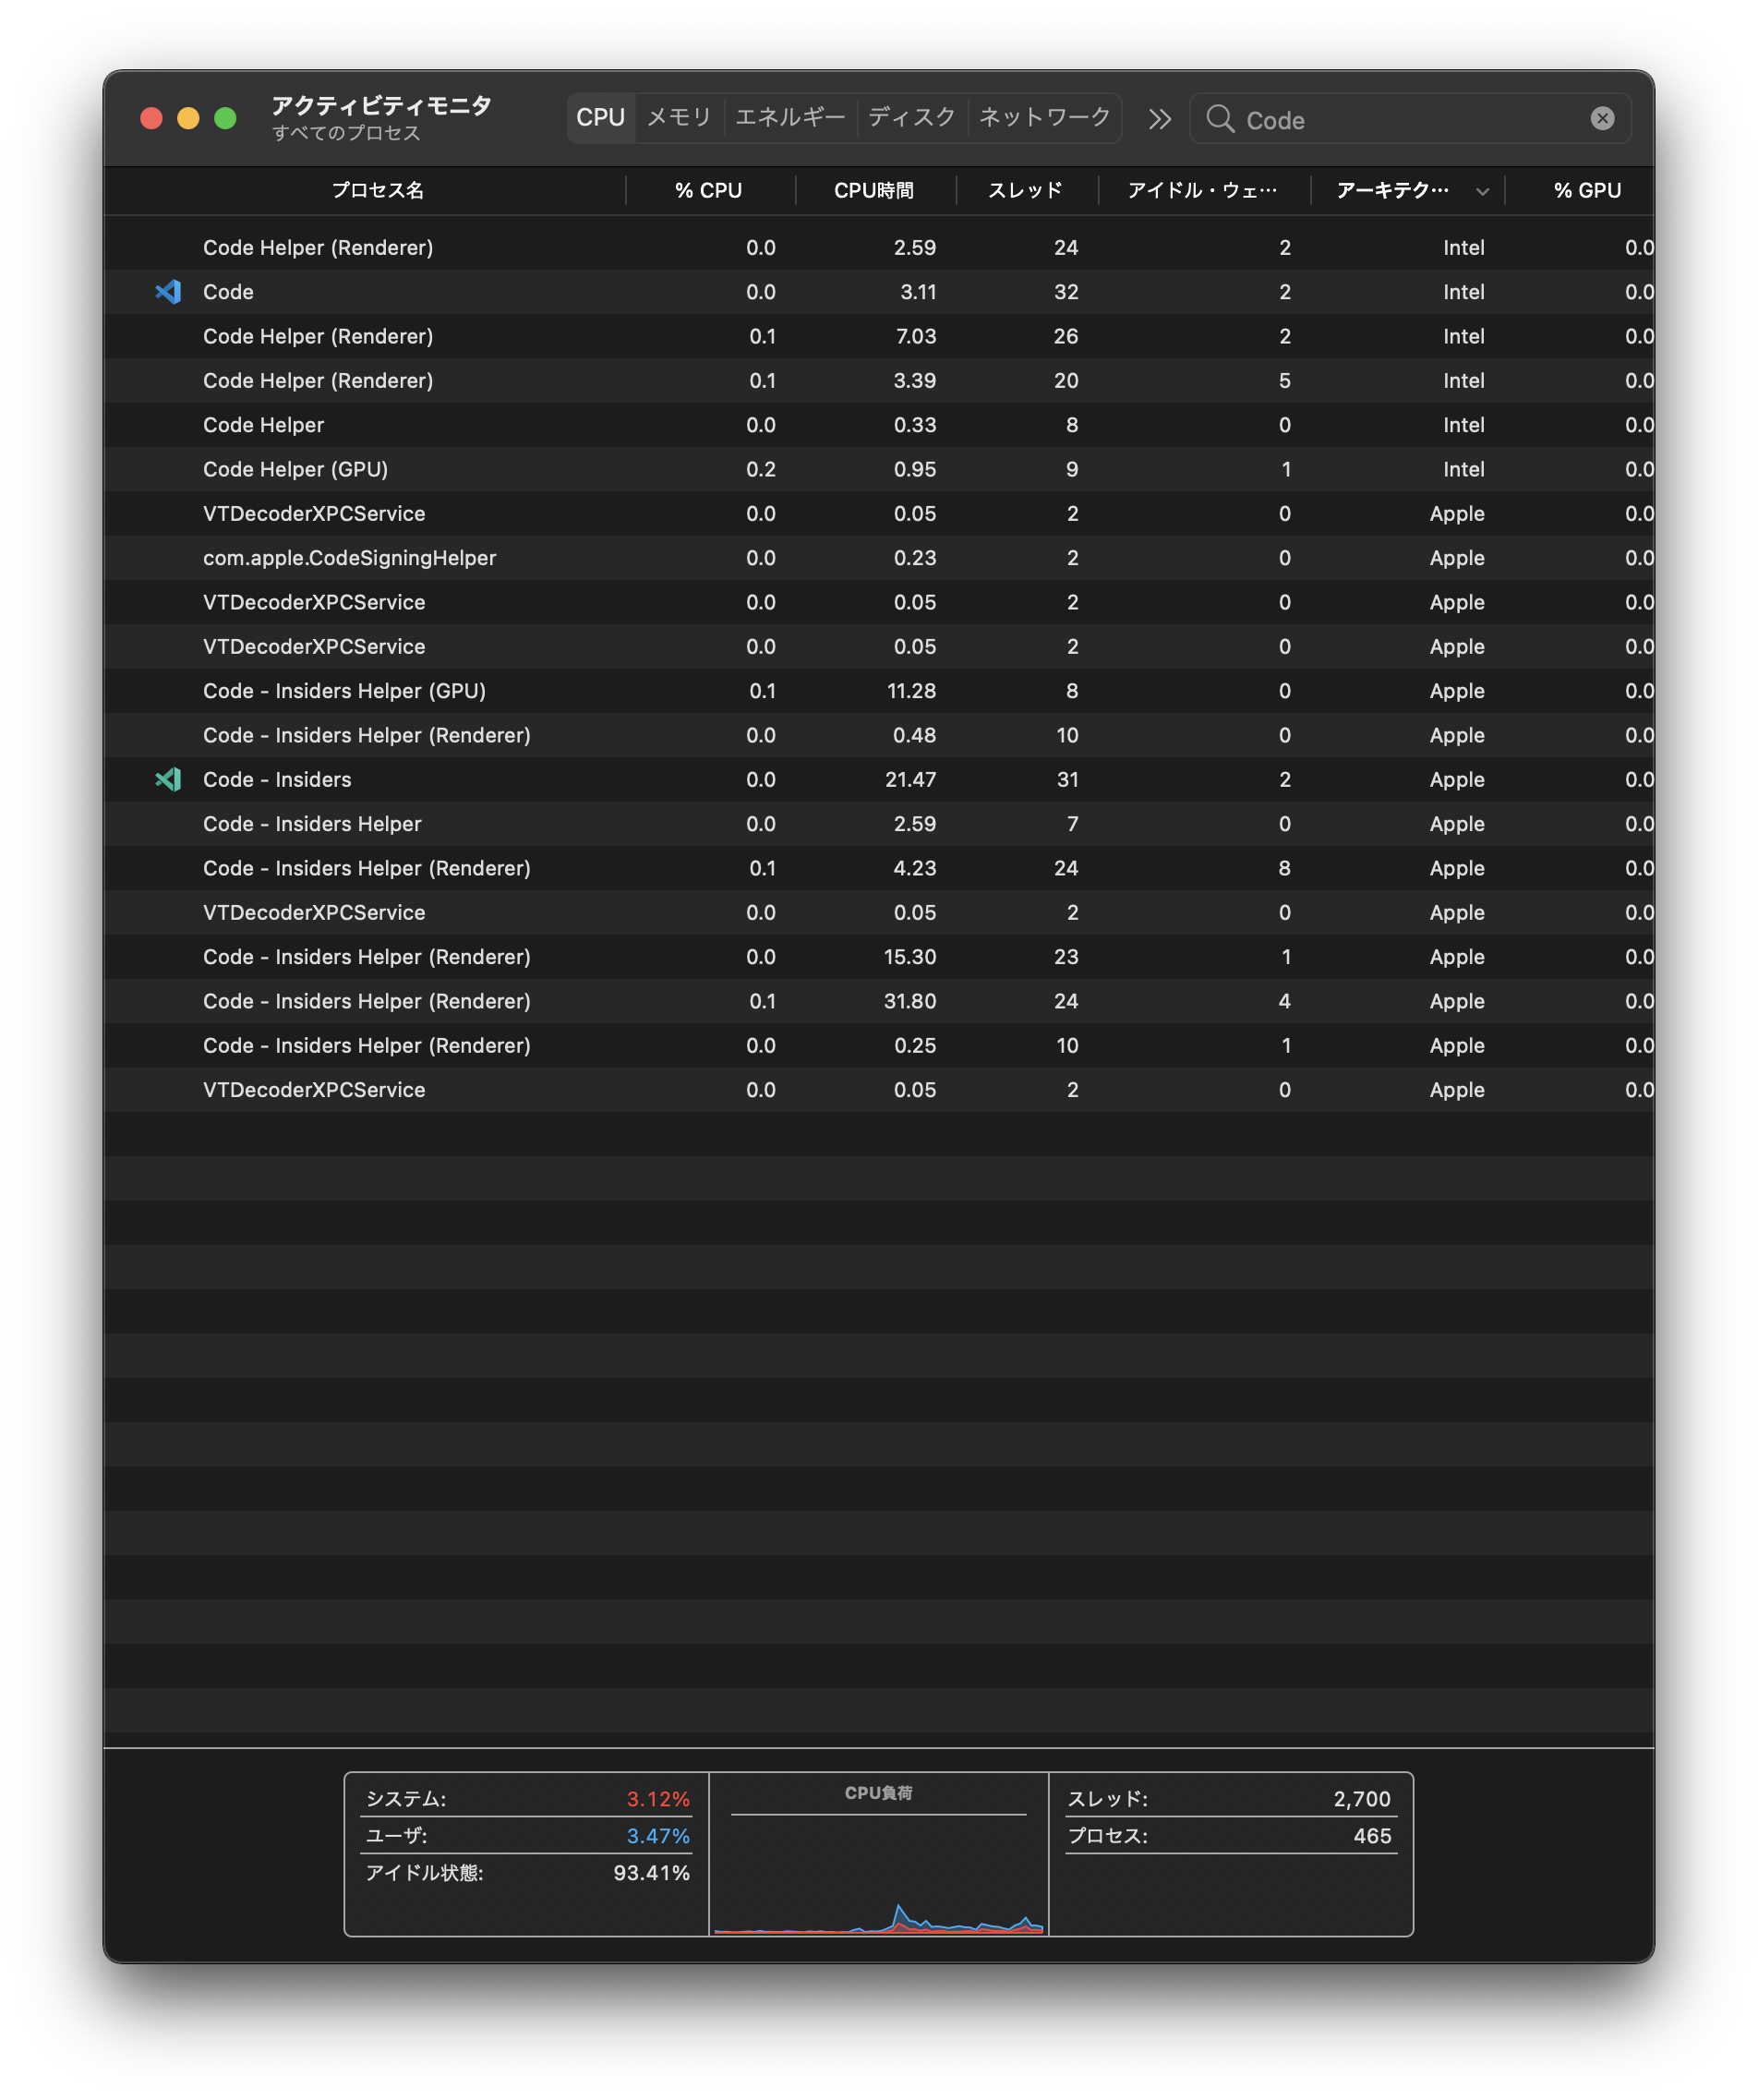 アクティビティモニタ
すべてのプロセス
CPU メモリ エネルギー ディスク ネットワーク Code
プロセス名 % CPU CPU時間 スレッド アイドル・ウェ… アーキテク… % GPU
Code Helper (Renderer) 0.0 2.59 24 2 Intel 0.0
Code 0.0 3.11 32 2 Intel 0.0
Code Helper (Renderer) 0.1 7.03 26 2 Intel 0.0
Code Helper (Renderer) 0.1 3.39 20 5 Intel 0.0
Code Helper 0.0 0.33 8 0 Intel 0.0
Code Helper (GPU) 0.2 0.95 9 1 Intel 0.0
VTDecoderXPCService 0.0 0.05 2 0 Apple 0.0
com.apple.CodeSigningHelper 0.0 0.23 2 0 Apple 0.0
VTDecoderXPCService 0.0 0.05 2 0 Apple 0.0
VTDecoderXPCService 0.0 0.05 2 0 Apple 0.0
Code - Insiders Helper (GPU) 0.1 11.28 8 0 Apple 0.0
Code - Insiders Helper (Renderer) 0.0 0.48 10 0 Apple 0.0
Code - Insiders 0.0 21.47 31 2 Apple 0.0
Code - Insiders Helper 0.0 2.59 7 0 Apple 0.0
Code - Insiders Helper (Renderer) 0.1 4.23 24 8 Apple 0.0
VTDecoderXPCService 0.0 0.05 2 0 Apple 0.0
Code - Insiders Helper (Renderer) 0.0 15.30 23 1 Apple 0.0
Code - Insiders Helper (Renderer) 0.1 31.80 24 4 Apple 0.0
Code - Insiders Helper (Renderer) 0.0 0.25 10 1 Apple 0.0
VTDecoderXPCService 0.0 0.05 2 0 Apple 0.0
システム: 3.12%
ユーザ: 3.47%
アイドル状態: 93.41%
CPU負荷
スレッド: 2,700
プロセス: 465